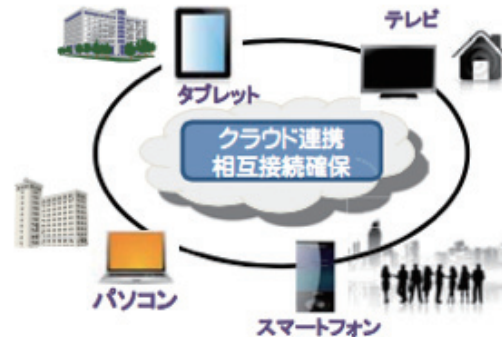 テレビ
タブレット
クラウド連携
相互接続確保
パソコン
スマートフォン